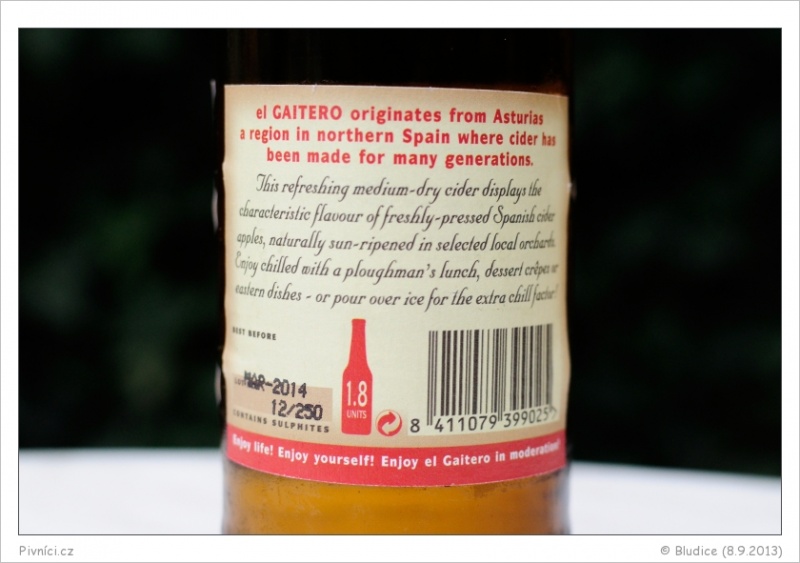 el GAITERO originates from Asturias
a region in northern Spain where cider has
been made for many generations.
This refreshing medium-dry cider displays the
characteristic flavour of freshly-pressed Spanish cider
apples, naturally sun-ripened in selected local orchards.
Enjoy chilled with a ploughman's lunch, dessert crêpes or
eastern dishes - or pour over ice for the extra chill factor!
BEST BEFORE
MAR-2014
12/250
CONTAINS SULPHITES
1.8
UNITS
8 411079 399025
Enjoy life! Enjoy yourself! Enjoy el Gaitero in moderation!
Pivníci.cz
© Bludice (8.9.2013)